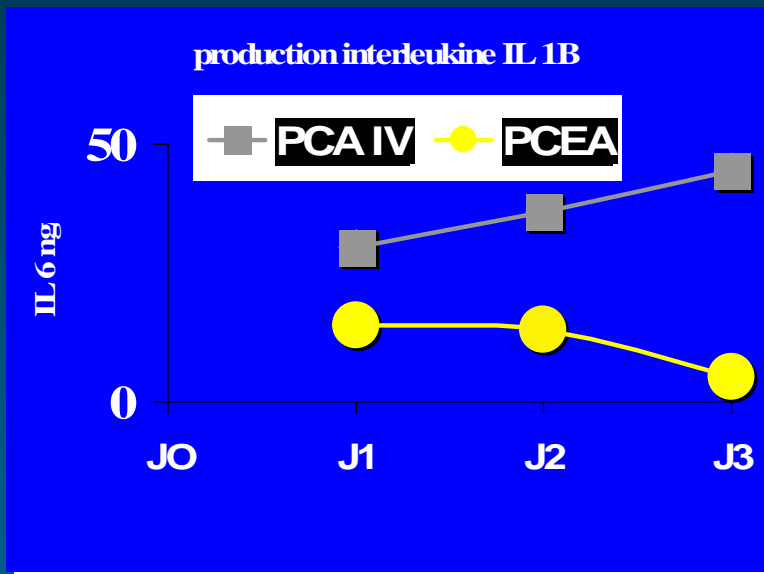 production interleukine IL 1B
PCA IV PCEA
50
IL 6 ng
0
JO J1 J2 J3